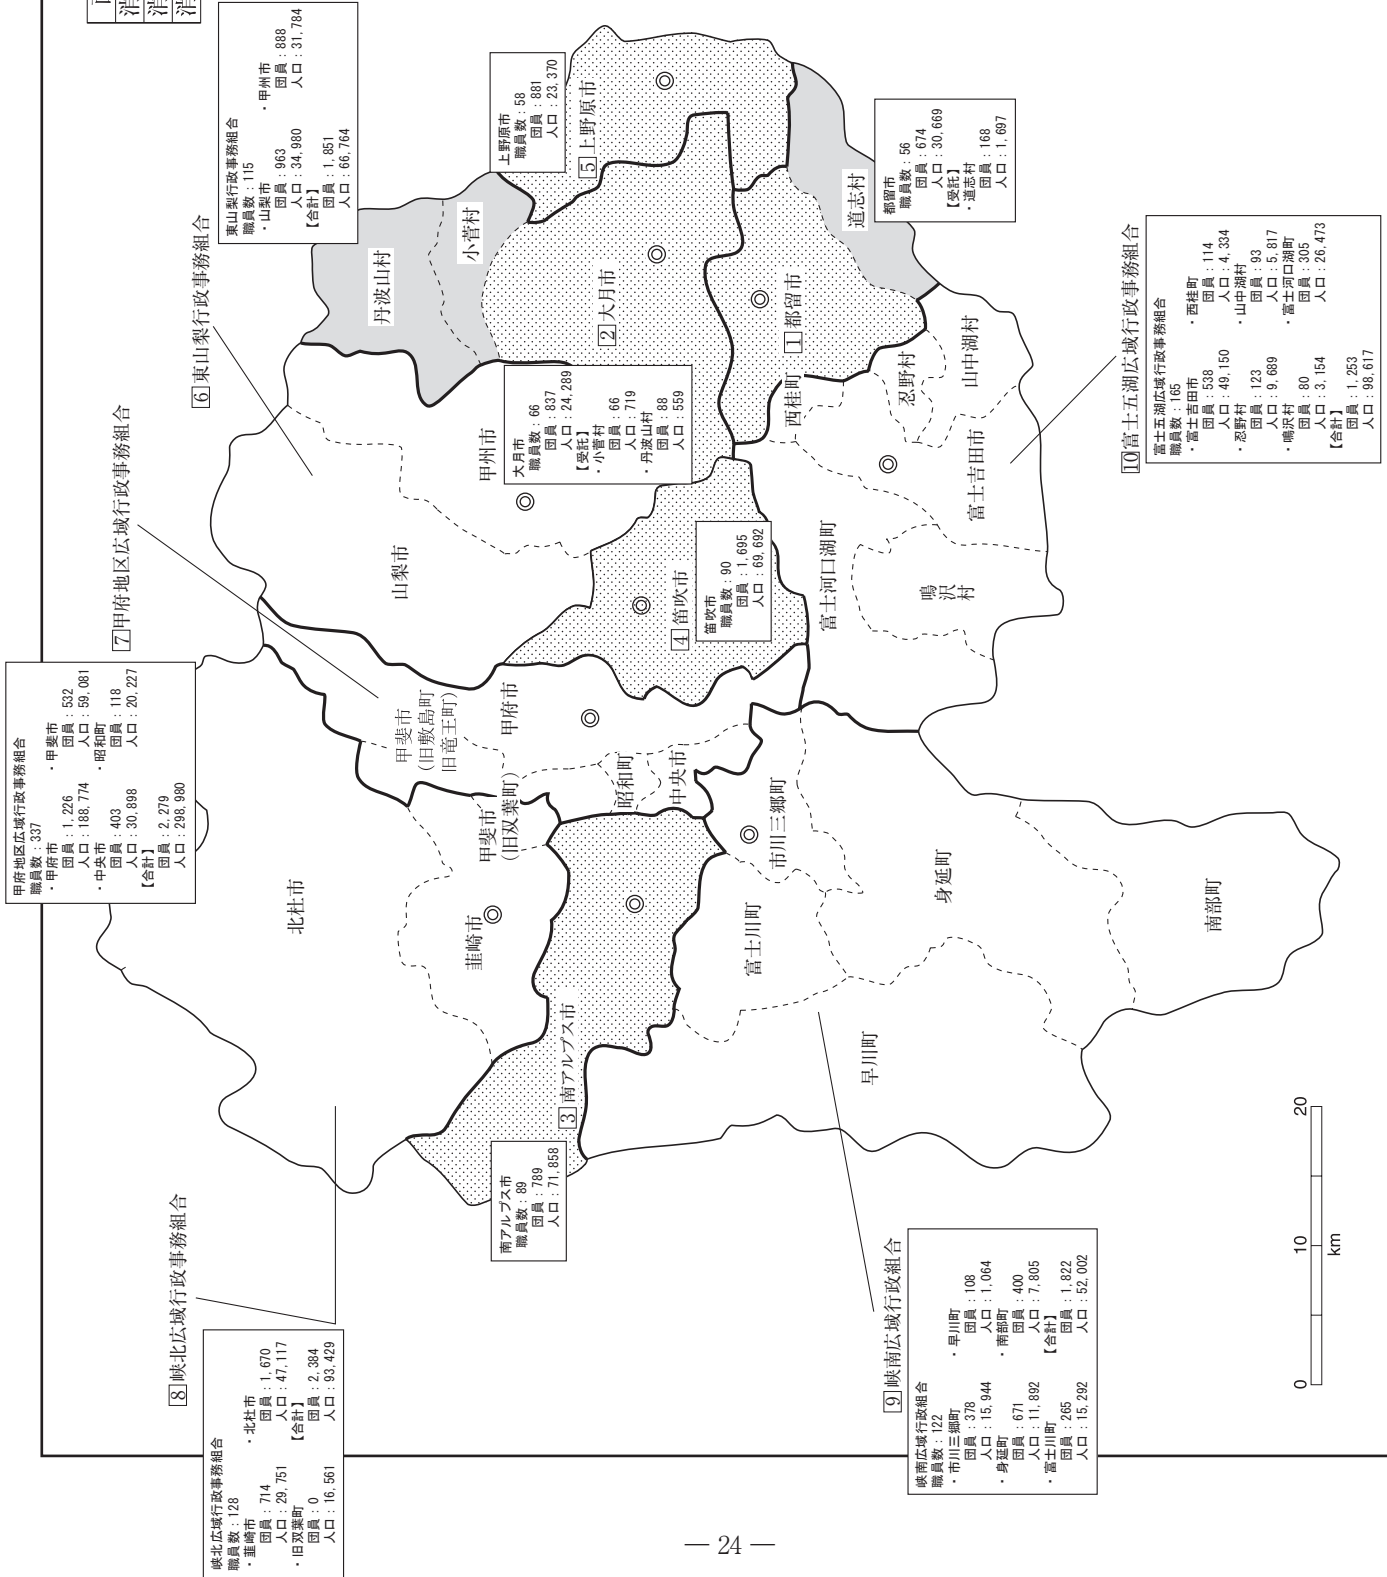 消
消
消
⑥東山梨行政事務組合
東山梨行政事務組合
職員数：115
・山梨市
団員：963
人口：34,980
・甲州市
団員：888
人口：31,784
【合計】
団員：1,851
人口：66,764
⑦甲府地区広域行政事務組合
甲府地区広域行政事務組合
職員数：337
・甲府市
団員：1,226
人口：188,774
・甲斐市
団員：532
人口：59,081
・中央市
団員：403
人口：30,898
・昭和町
団員：118
人口：20,227
【合計】
団員：2,279
人口：298,980
⑧峡北広域行政事務組合
峡北広域行政事務組合
職員数：128
・韮崎市
団員：714
人口：29,751
・北杜市
団員：1,670
人口：47,117
・旧双葉町
団員：0
人口：16,561
【合計】
団員：2,384
人口：93,429
上野原市
職員数：58
団員：881
人口：23,370
⑤上野原市
丹波山村
小菅村
②大月市
大月市
職員数：66
団員：837
人口：24,289
【受託】
・小菅村
団員：66
人口：719
・丹波山村
団員：88
人口：559
道志村
①都留市
都留市
職員数：56
団員：674
人口：30,669
【受託】
・道志村
団員：168
人口：1,697
甲州市
山梨市
④笛吹市
笛吹市
職員数：90
団員：1,695
人口：69,692
西桂町
忍野村
山中湖村
富士吉田市
富士河口湖町
鳴沢村
⑩富士五湖広域行政事務組合
富士五湖広域行政事務組合
職員数：165
・富士吉田市
団員：538
人口：49,150
・西桂町
団員：114
人口：4,334
・忍野村
団員：123
人口：9,689
・山中湖村
団員：93
人口：5,817
・鳴沢村
団員：80
人口：3,154
・富士河口湖町
団員：305
人口：26,473
【合計】
団員：1,253
人口：98,617
甲斐市
（旧敷島町
旧竜王町）
甲府市
甲斐市
（旧双葉町）
昭和町
中央市
北杜市
韮崎市
③南アルプス市
南アルプス市
職員数：89
団員：789
人口：71,858
市川三郷町
富士川町
身延町
早川町
南部町
⑨峡南広域行政組合
峡南広域行政組合
職員数：122
・市川三郷町
団員：378
人口：15,944
・早川町
団員：108
人口：1,064
・身延町
団員：671
人口：11,892
・南部町
団員：400
人口：7,805
・富士川町
団員：265
人口：15,292
【合計】
団員：1,822
人口：52,002
0
10
20
km
— 24 —